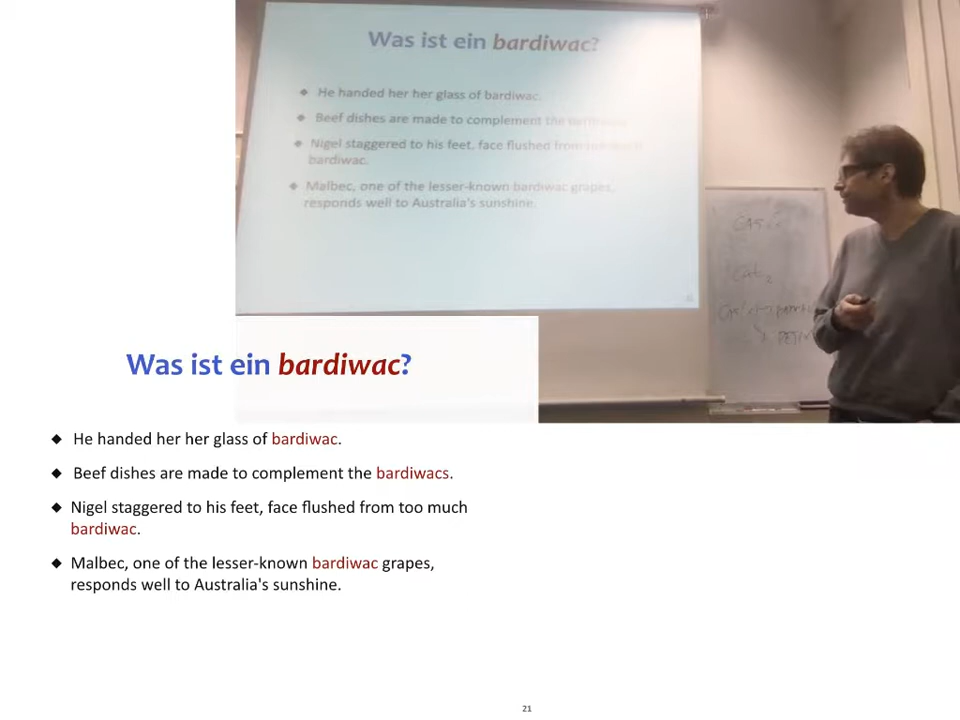 Was ist ein bardiwac?
◆ He handed her her glass of bardiwac.
◆ Beef dishes are made to complement the
◆ Nigel staggered to his feet, face flushed from
bardiwac.
◆ Malbec, one of the lesser-known bardiwac grapes,
responds well to Australia's sunshine.
Was ist ein bardiwac?
◆ He handed her her glass of bardiwac.
◆ Beef dishes are made to complement the bardiwacs.
◆ Nigel staggered to his feet, face flushed from too much
bardiwac.
◆ Malbec, one of the lesser-known bardiwac grapes,
responds well to Australia's sunshine.
21